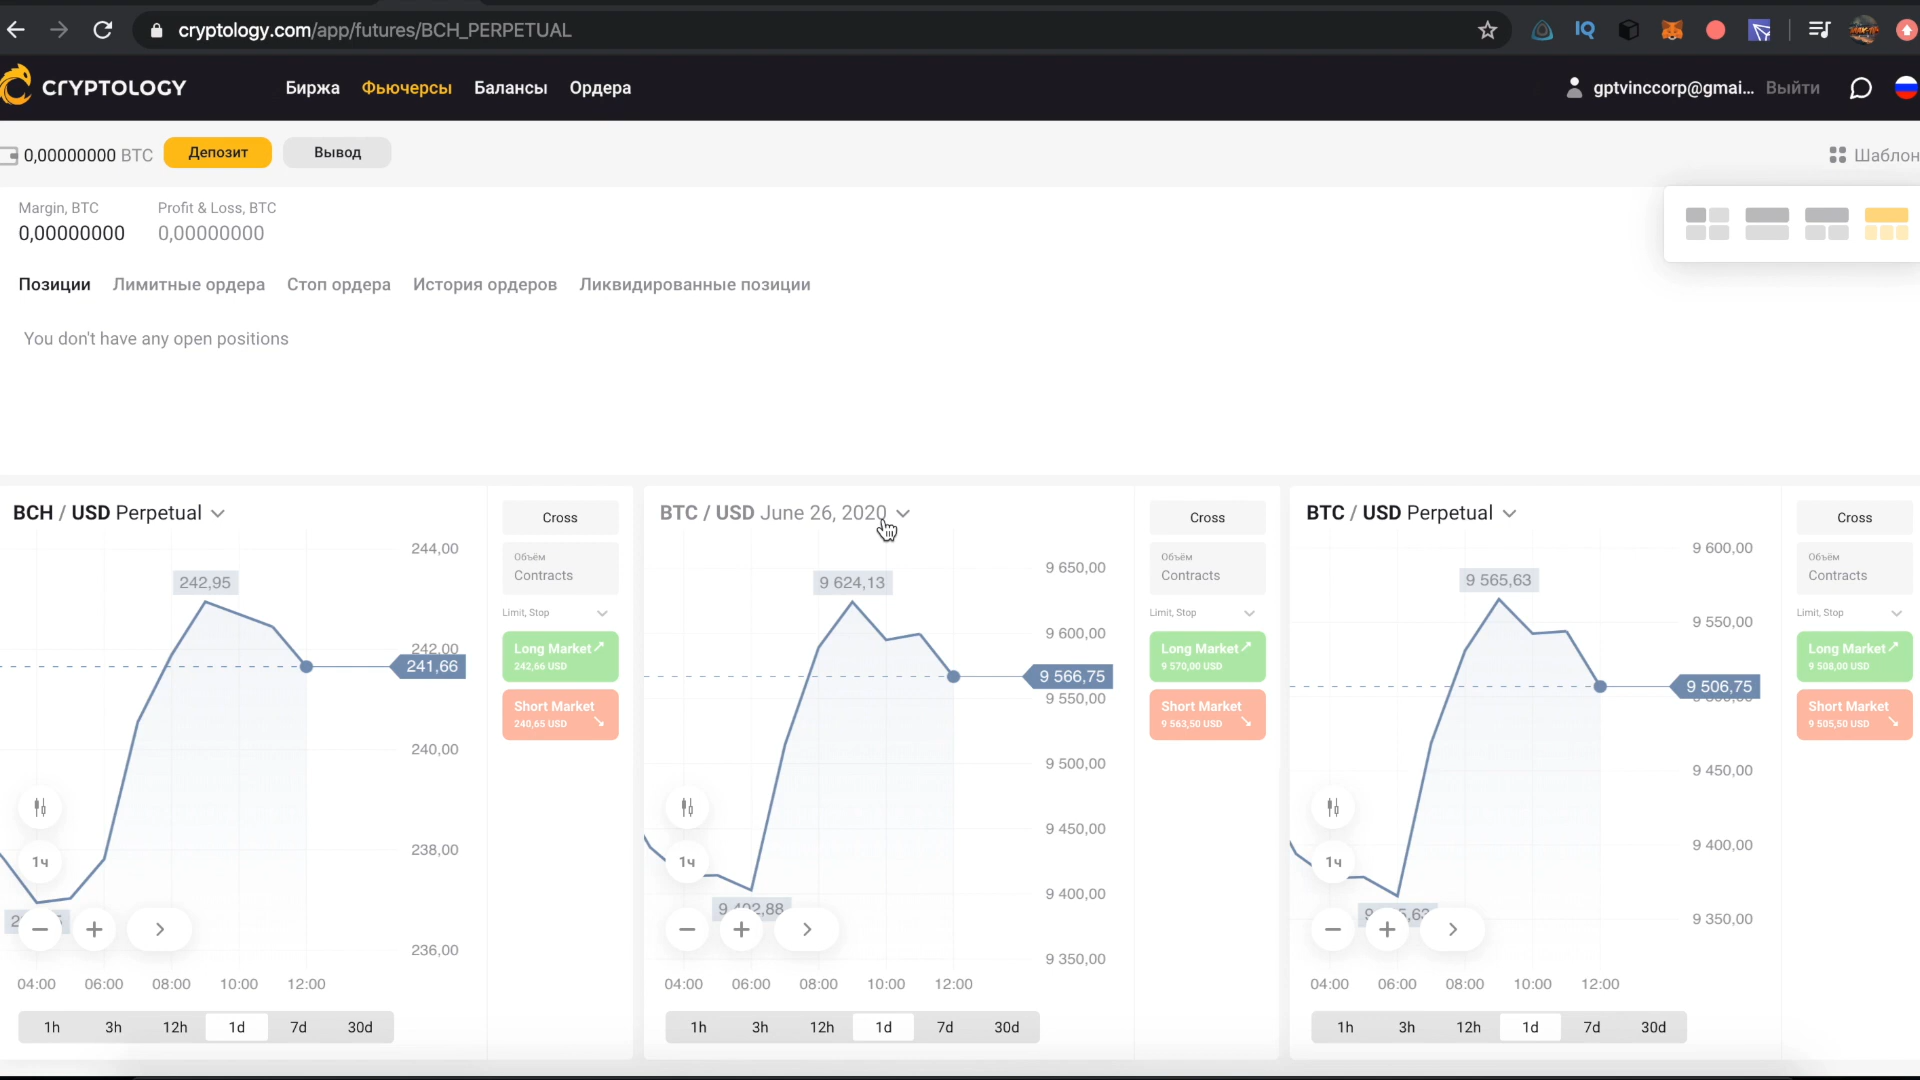 cryptology.com/app/futures/BCH_PERPETUAL
IQ
CRYPTOLOGY
Биржа Фьючерсы Балансы Ордера
gptvinccorp@gmai... Выйти
0,00000000 BTC Депозит Вывод
Шаблон
Margin, BTC Profit & Loss, BTC
0,00000000 0,00000000
Позиции Лимитные ордера Стоп ордера История ордеров Ликвидированные позиции
You don't have any open positions
BCH / USD Perpetual
244,00
242,95
242,00
241,66
240,00
238,00
236,00
1ч
04:00 06:00 08:00 10:00 12:00
1h 3h 12h 1d 7d 30d
Cross
Объём
Contracts
Limit, Stop
Long Market
242,66 USD
Short Market
240,65 USD
BTC / USD June 26, 2020
9 650,00
9 624,13
9 600,00
9 566,75
9 550,00
9 500,00
9 450,00
9 400,00
9 350,00
1ч
04:00 06:00 08:00 10:00 12:00
1h 3h 12h 1d 7d 30d
Cross
Объём
Contracts
Limit, Stop
Long Market
9 570,00 USD
Short Market
9 563,50 USD
BTC / USD Perpetual
9 600,00
9 565,63
9 550,00
9 506,75
9 450,00
9 400,00
9 350,00
1ч
04:00 06:00 08:00 10:00 12:00
1h 3h 12h 1d 7d 30d
Cross
Объём
Contracts
Limit, Stop
Long Market
9 508,00 USD
Short Market
9 505,50 USD